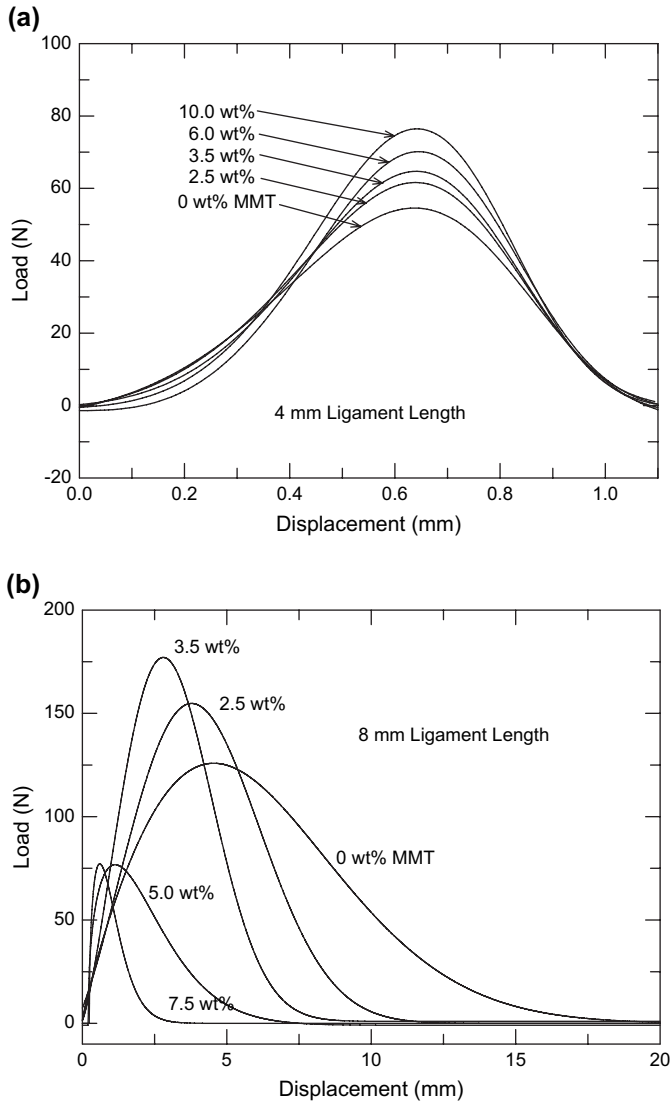 (a)
100
80
60
40
20
0
-20
Load (N)
10.0 wt%
6.0 wt%
3.5 wt%
2.5 wt%
0 wt% MMT
4 mm Ligament Length
0.0 0.2 0.4 0.6 0.8 1.0
Displacement (mm)
(b)
200
150
100
50
0
Load (N)
3.5 wt%
2.5 wt%
8 mm Ligament Length
0 wt% MMT
5.0 wt%
7.5 wt%
0 5 10 15 20
Displacement (mm)